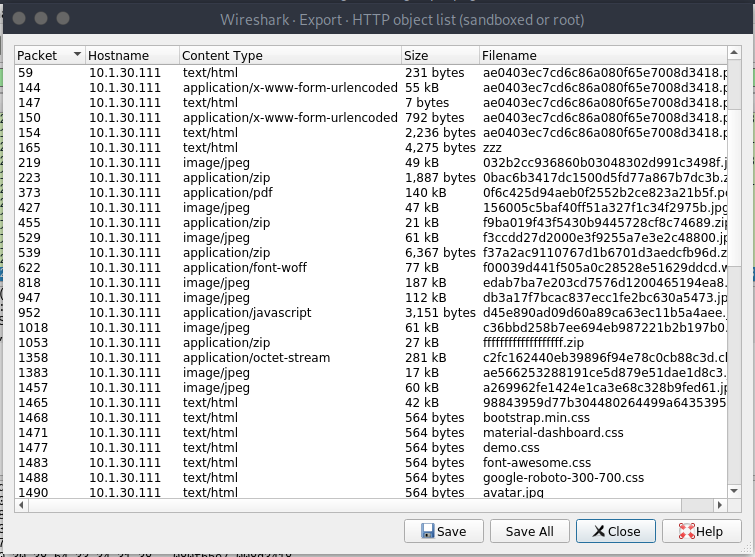 Wireshark · Export · HTTP object list (sandboxed or root)
Packet Hostname Content Type Size Filename
59 10.1.30.111 text/html 231 bytes ae0403ec7cd6c86a080f65e7008d3418.p
144 10.1.30.111 application/x-www-form-urlencoded 55 kB ae0403ec7cd6c86a080f65e7008d3418.p
147 10.1.30.111 text/html 7 bytes ae0403ec7cd6c86a080f65e7008d3418.p
150 10.1.30.111 application/x-www-form-urlencoded 792 bytes ae0403ec7cd6c86a080f65e7008d3418.p
154 10.1.30.111 text/html 2,236 bytes ae0403ec7cd6c86a080f65e7008d3418.p
165 10.1.30.111 text/html 4,275 bytes zzz
219 10.1.30.111 image/jpeg 49 kB 032b2cc936860b03048302d991c3498f.j
223 10.1.30.111 application/zip 1,887 bytes 0bac6b3417dc1500d5fd77a867b7dc3b.z
373 10.1.30.111 application/pdf 140 kB 0f6c425d94aeb0f2552b2ce823a21b5f.p
427 10.1.30.111 image/jpeg 47 kB 156005c5baf40ff51a327f1c34f2975b.jpg
455 10.1.30.111 application/zip 21 kB f9ba019f43f5430b9445728cf8c74689.zip
529 10.1.30.111 image/jpeg 61 kB f3ccdd27d2000e3f9255a7e3e2c48800.jp
539 10.1.30.111 application/zip 6,367 bytes f37a2ac9110767d1b6701d3aedcfb96d.z
622 10.1.30.111 application/font-woff 77 kB f00039d441f505a0c28528e51629ddcd.w
818 10.1.30.111 image/jpeg 187 kB edab7ba7e203cd7576d1200465194ea8.
947 10.1.30.111 image/jpeg 112 kB db3a17f7bcac837ecc1fe2bc630a5473.jp
952 10.1.30.111 application/javascript 3,151 bytes d45e890ad09d60a89ca63ec11b5a4aee.
1018 10.1.30.111 image/jpeg 61 kB c36bbd258b7ee694eb987221b2b197b0.
1053 10.1.30.111 application/zip 27 kB ffffffffffffffffffff.zip
1358 10.1.30.111 application/octet-stream 281 kB c2fc162440eb39896f94e78c0cb88c3d.cl
1383 10.1.30.111 image/jpeg 17 kB ae566253288191ce5d879e51dae1d8c3.
1457 10.1.30.111 image/jpeg 60 kB a269962fe1424e1ca3e68c328b9fed61.jp
1465 10.1.30.111 text/html 42 kB 98843959d77b304480264499a6435395
1468 10.1.30.111 text/html 564 bytes bootstrap.min.css
1471 10.1.30.111 text/html 564 bytes material-dashboard.css
1477 10.1.30.111 text/html 564 bytes demo.css
1483 10.1.30.111 text/html 564 bytes font-awesome.css
1488 10.1.30.111 text/html 564 bytes google-roboto-300-700.css
1490 10.1.30.111 text/html 564 bytes avatar.jpg
Save Save All Close Help